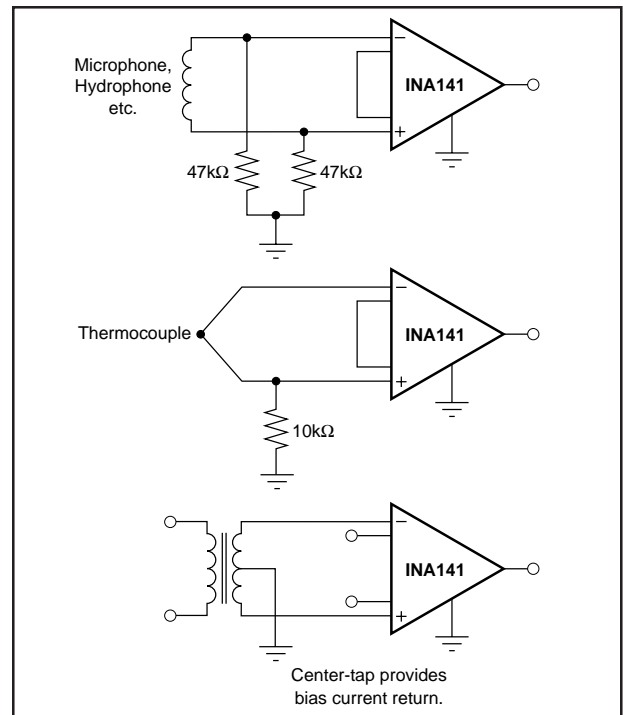 Microphone,
Hydrophone
etc.
−
INA141
+
47kΩ
47kΩ
Thermocouple
−
INA141
+
10kΩ
−
INA141
+
Center-tap provides
bias current return.